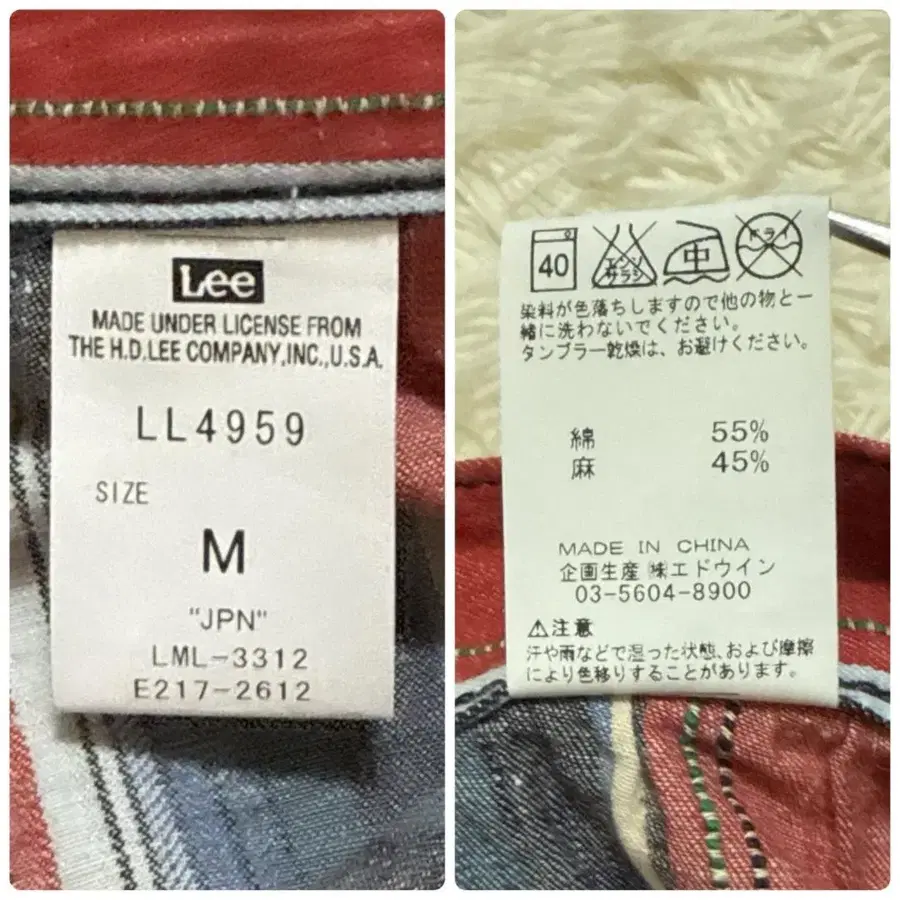 Lee
MADE UNDER LICENSE FROM
THE H.D.LEE COMPANY,INC.,U.S.A.
LL4959
SIZE
M
"JPN"
LML-3312
E217-2612
40
エンソ
サラシ
中
ドライ
染料が色落ちしますので他の物と一
緒に洗わないでください。
タンブラー乾燥は、お避けください。
綿 55%
麻 45%
MADE IN CHINA
企画生産 ㈱エドウイン
03-5604-8900
⚠注意
汗や雨などで湿った状態、および摩擦
により色移りすることがあります。